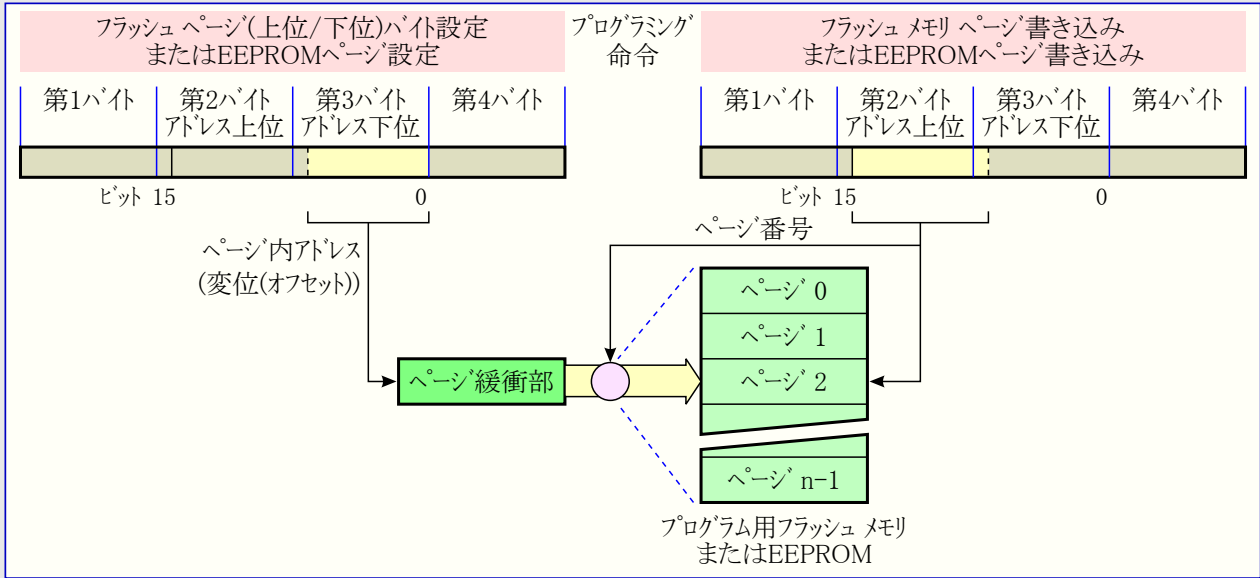 フラッシュ ページ(上位/下位)バイト設定
またはEEPROMページ設定
プログラミング
命令
フラッシュ メモリ ページ書き込み
またはEEPROMページ書き込み
第1バイト
第2バイト
アドレス上位
第3バイト
アドレス下位
第4バイト
第1バイト
第2バイト
アドレス上位
第3バイト
アドレス下位
第4バイト
ビット 15
0
ビット 15
0
ページ内アドレス
(変位(オフセット))
ページ番号
ページ 0
ページ 1
ページ緩衝部
ページ 2
ページ n-1
プログラム用フラッシュ メモリ
またはEEPROM